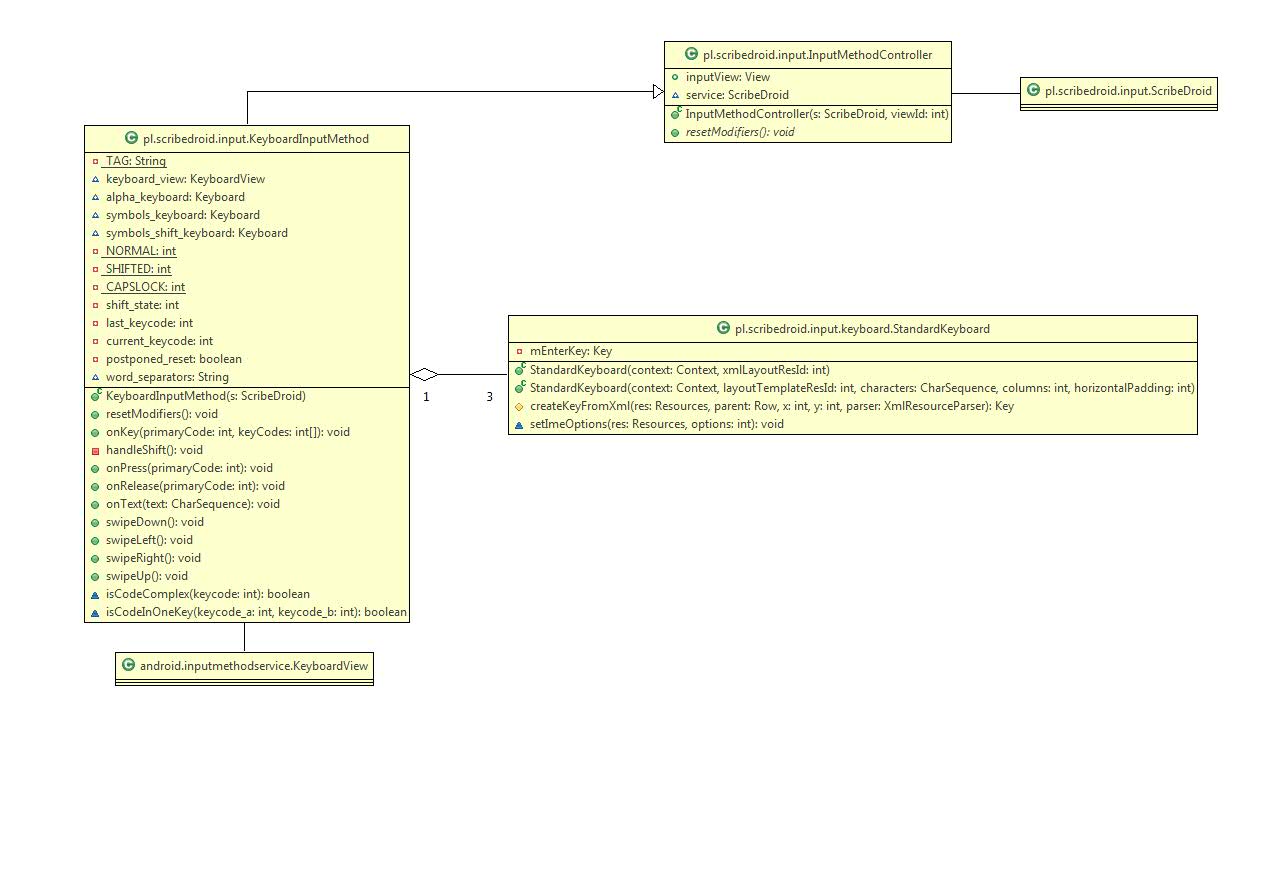 pl.scribedroid.input.InputMethodController
inputView: View
service: ScribeDroid
InputMethodController(s: ScribeDroid, viewId: int)
resetModifiers(): void
pl.scribedroid.input.ScribeDroid
pl.scribedroid.input.KeyboardInputMethod
TAG: String
keyboard_view: KeyboardView
alpha_keyboard: Keyboard
symbols_keyboard: Keyboard
symbols_shift_keyboard: Keyboard
NORMAL: int
SHIFTED: int
CAPSLOCK: int
shift_state: int
last_keycode: int
current_keycode: int
postponed_reset: boolean
word_separators: String
KeyboardInputMethod(s: ScribeDroid)
resetModifiers(): void
onKey(primaryCode: int, keyCodes: int[]): void
handleShift(): void
onPress(primaryCode: int): void
onRelease(primaryCode: int): void
onText(text: CharSequence): void
swipeDown(): void
swipeLeft(): void
swipeRight(): void
swipeUp(): void
isCodeComplex(keycode: int): boolean
isCodeInOneKey(keycode_a: int, keycode_b: int): boolean
1
3
pl.scribedroid.input.keyboard.StandardKeyboard
mEnterKey: Key
StandardKeyboard(context: Context, xmlLayoutResId: int)
StandardKeyboard(context: Context, layoutTemplateResId: int, characters: CharSequence, columns: int, horizontalPadding: int)
createKeyFromXml(res: Resources, parent: Row, x: int, y: int, parser: XmlResourceParser): Key
setImeOptions(res: Resources, options: int): void
android.inputmethodservice.KeyboardView